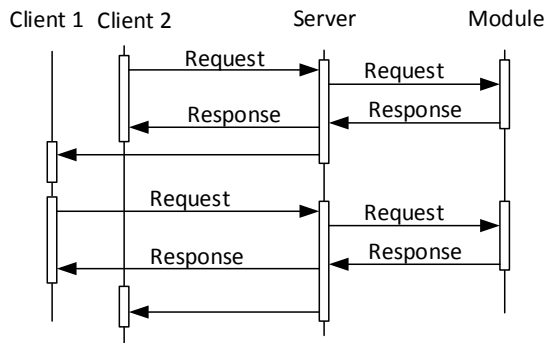 Client 1 Client 2 Server Module
Request
Request
Response
Response
Request
Request
Response
Response